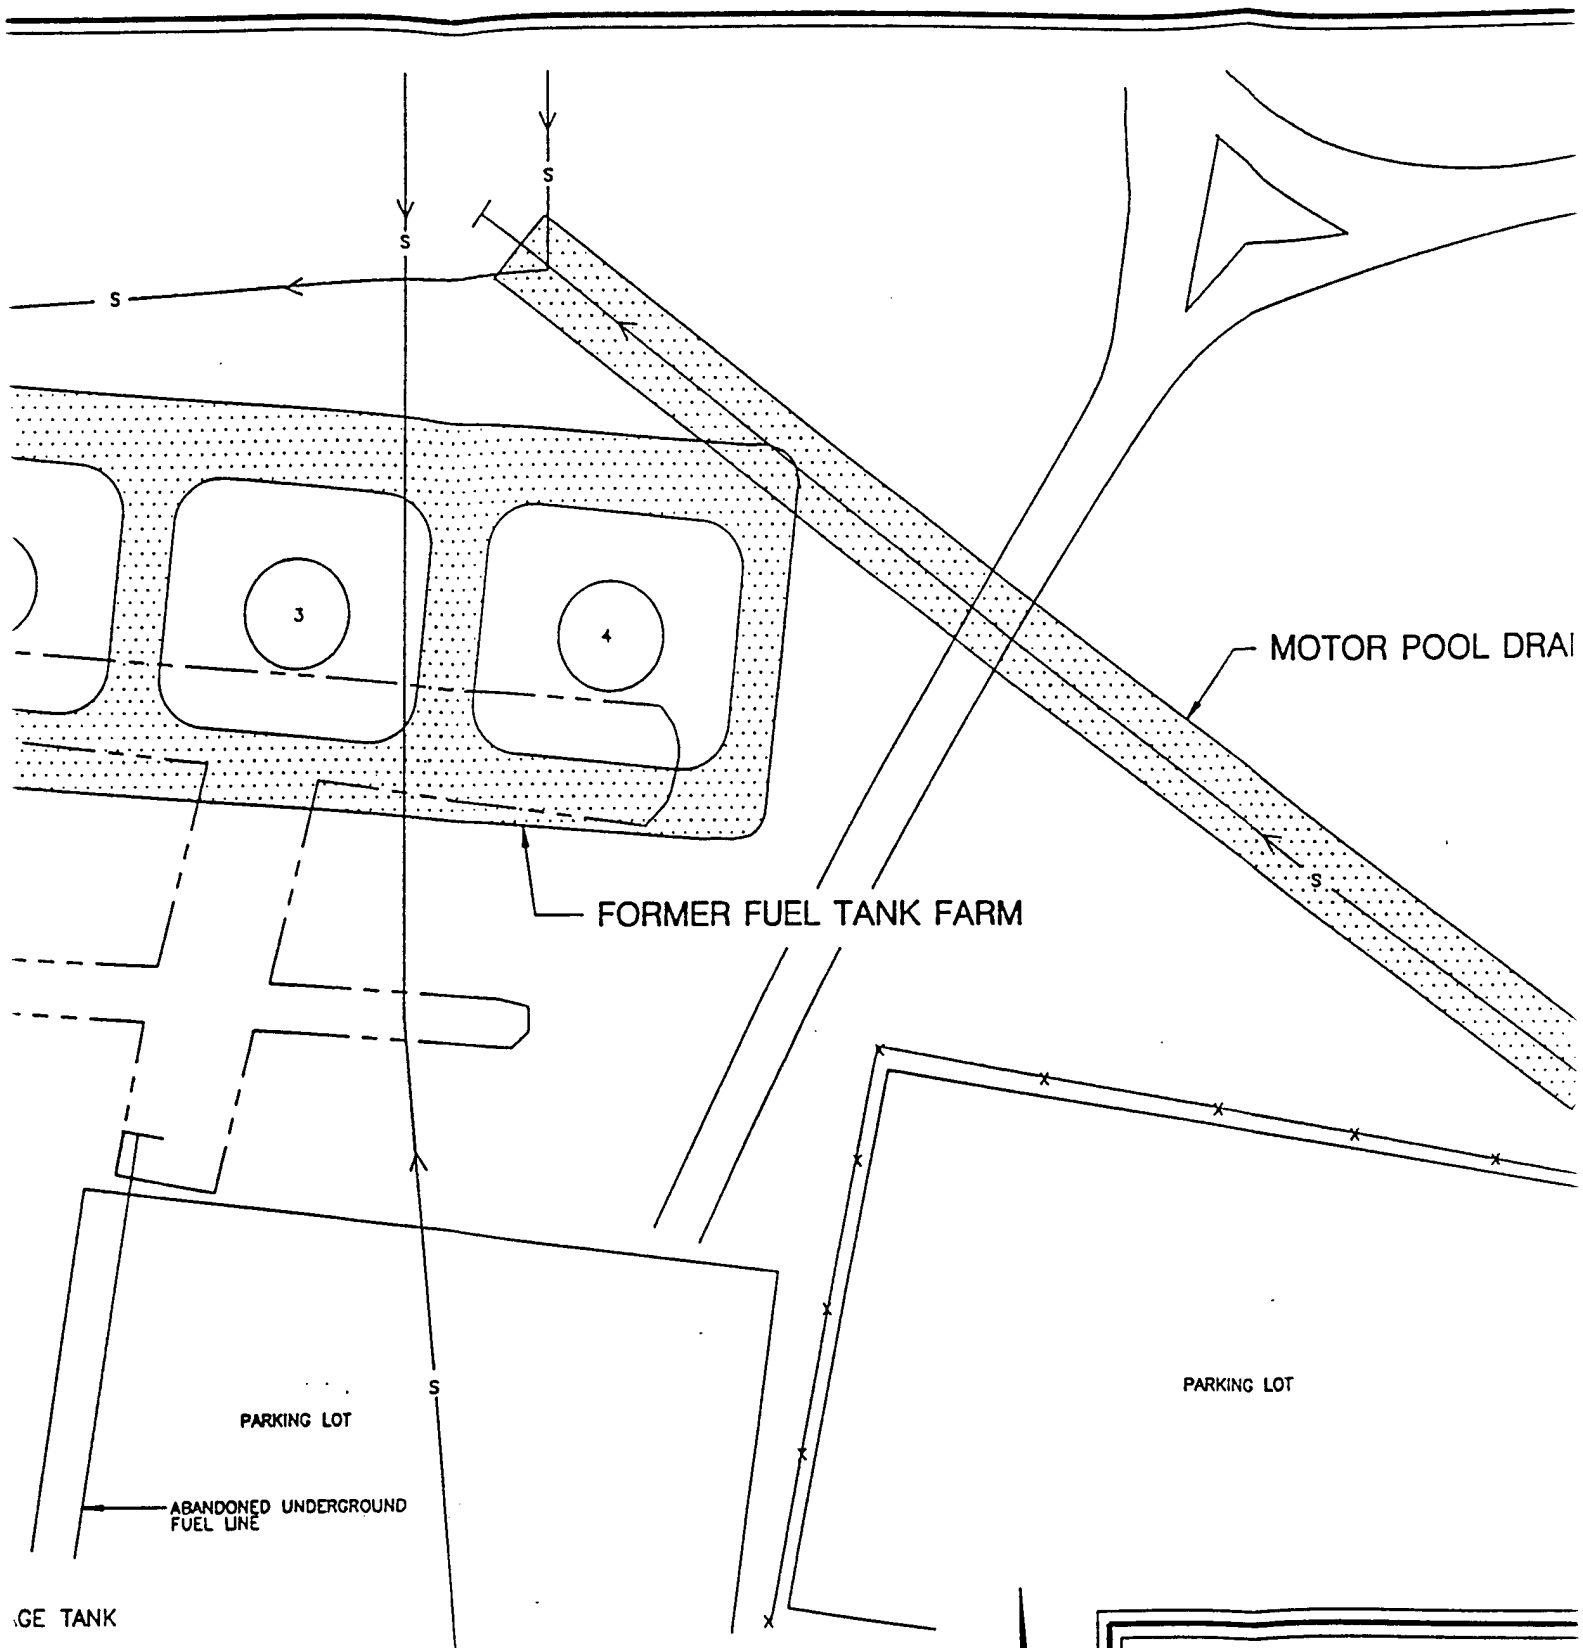 S
S
S
3
4
MOTOR POOL DRAI
S
FORMER FUEL TANK FARM
S
PARKING LOT
PARKING LOT
ABANDONED UNDERGROUND
FUEL LINE
GE TANK